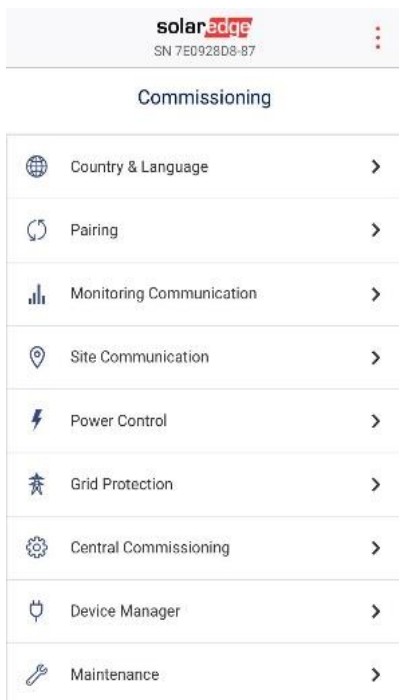 solaredge
SN 7E0928D8-87
Commissioning
Country & Language
Pairing
Monitoring Communication
Site Communication
Power Control
Grid Protection
Central Commissioning
Device Manager
Maintenance